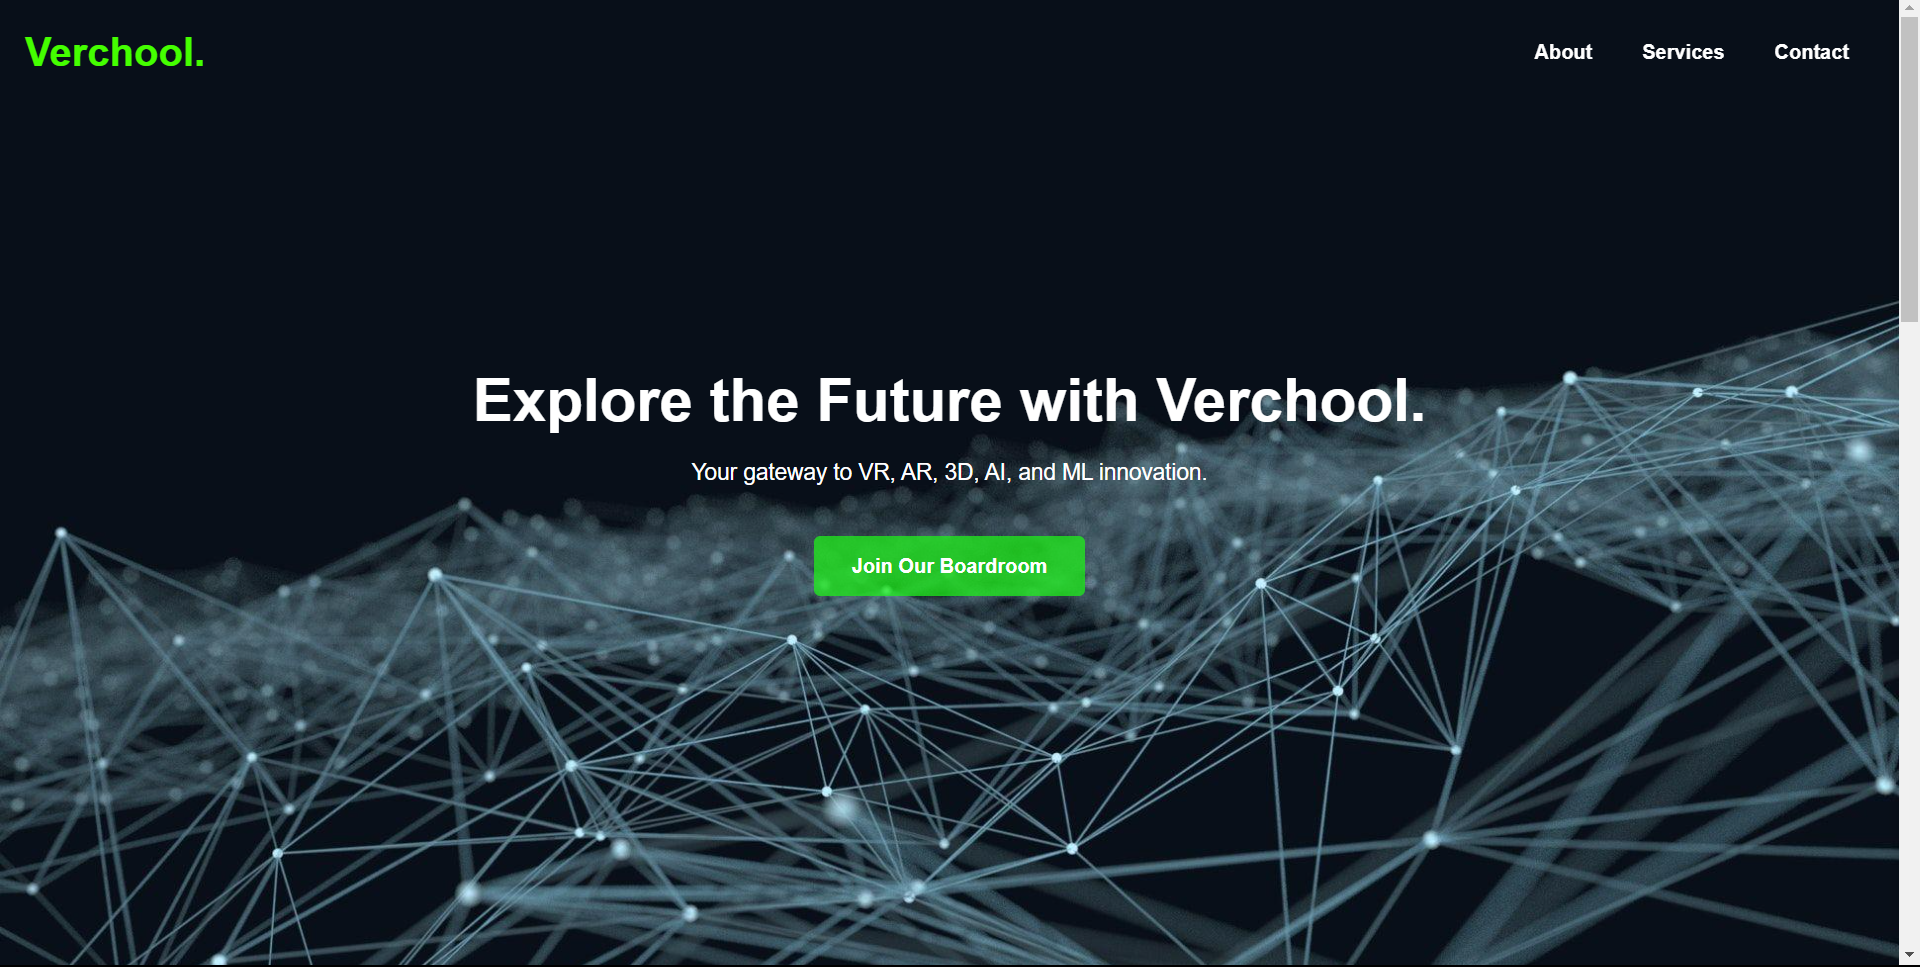 Verchool.
About
Services
Contact
Explore the Future with Verchool.
Your gateway to VR, AR, 3D, AI, and ML innovation.
Join Our Boardroom